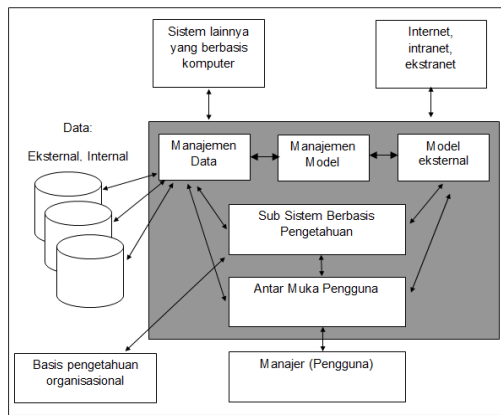 Sistem lainnya
yang berbasis
komputer
Internet,
intranet,
ekstranet
Data:
Eksternal, Internal
Manajemen
Data
Manajemen
Model
Model
eksternal
Sub Sistem Berbasis
Pengetahuan
Antar Muka Pengguna
Basis pengetahuan
organisasional
Manajer (Pengguna)